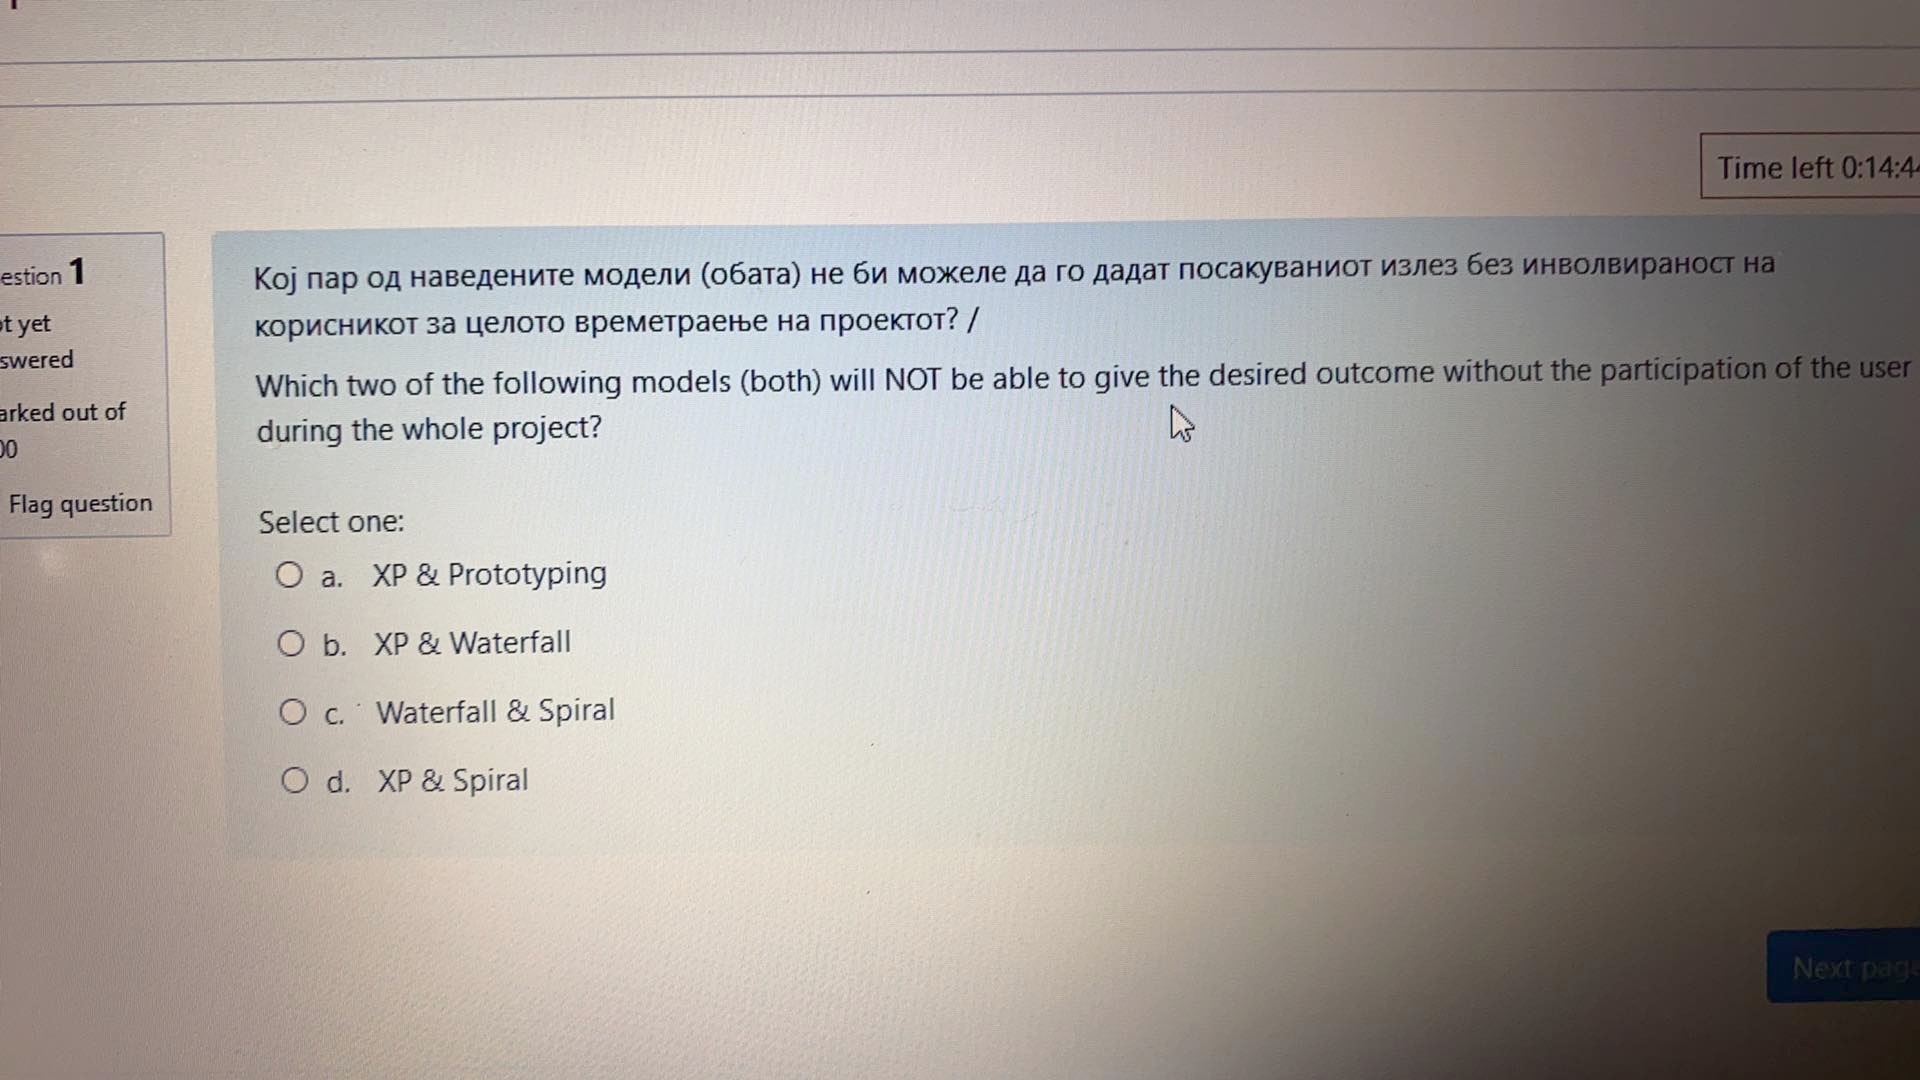 Time left 0:14:4
estion 1
t yet
swered
arked out of
00
Flag question
Кој пар од наведените модели (обата) не би можеле да го дадат посакуваниот излез без инволвираност на
корисникот за целото времетраење на проектот? /
Which two of the following models (both) will NOT be able to give the desired outcome without the participation of the user
during the whole project?
Select one:
a. XP & Prototyping
b. XP & Waterfall
c. Waterfall & Spiral
d. XP & Spiral
Next page